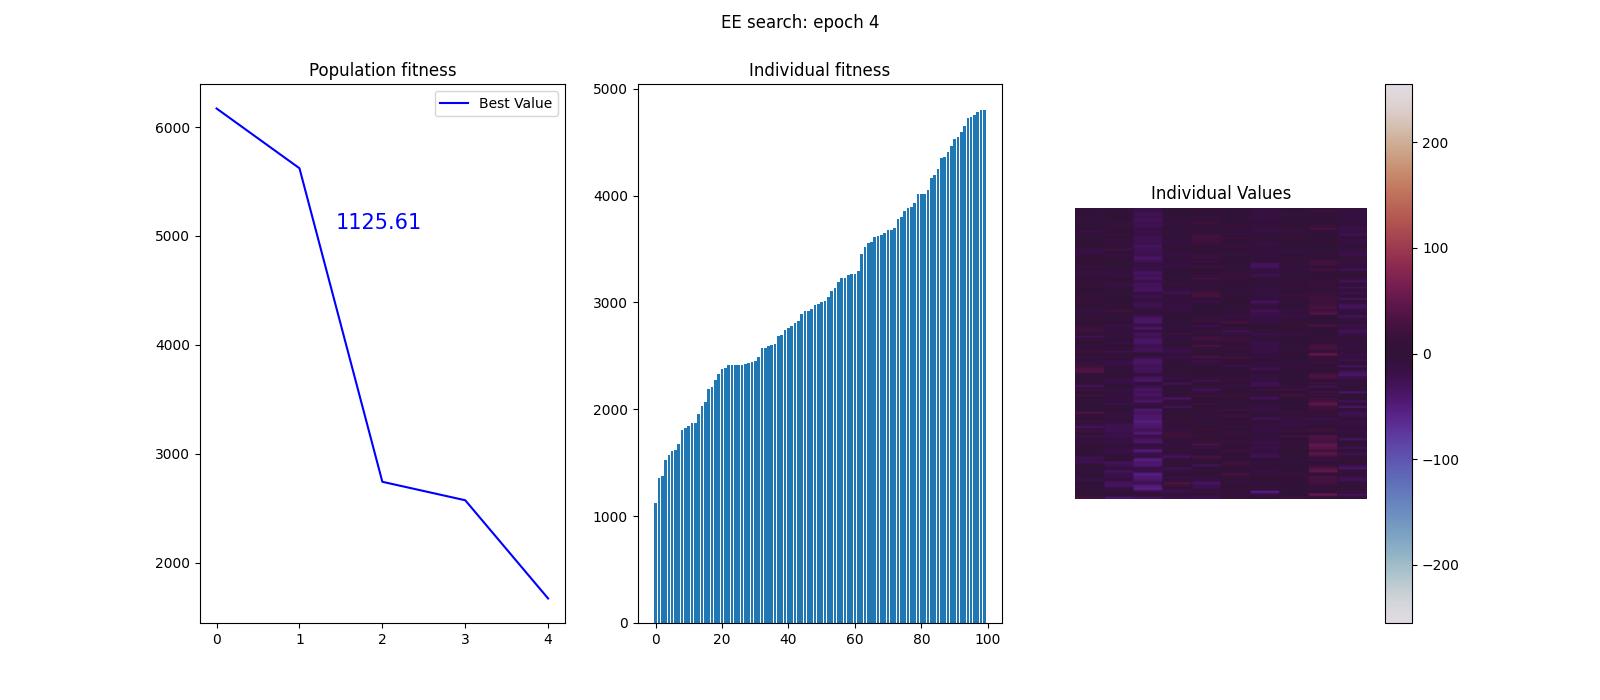 EE search: epoch 4
Population fitness
Best Value
1125.61
6000
5000
4000
3000
2000
0 1 2 3 4
Individual fitness
5000
4000
3000
2000
1000
0
0 20 40 60 80 100
Individual Values
200
100
0
−100
−200